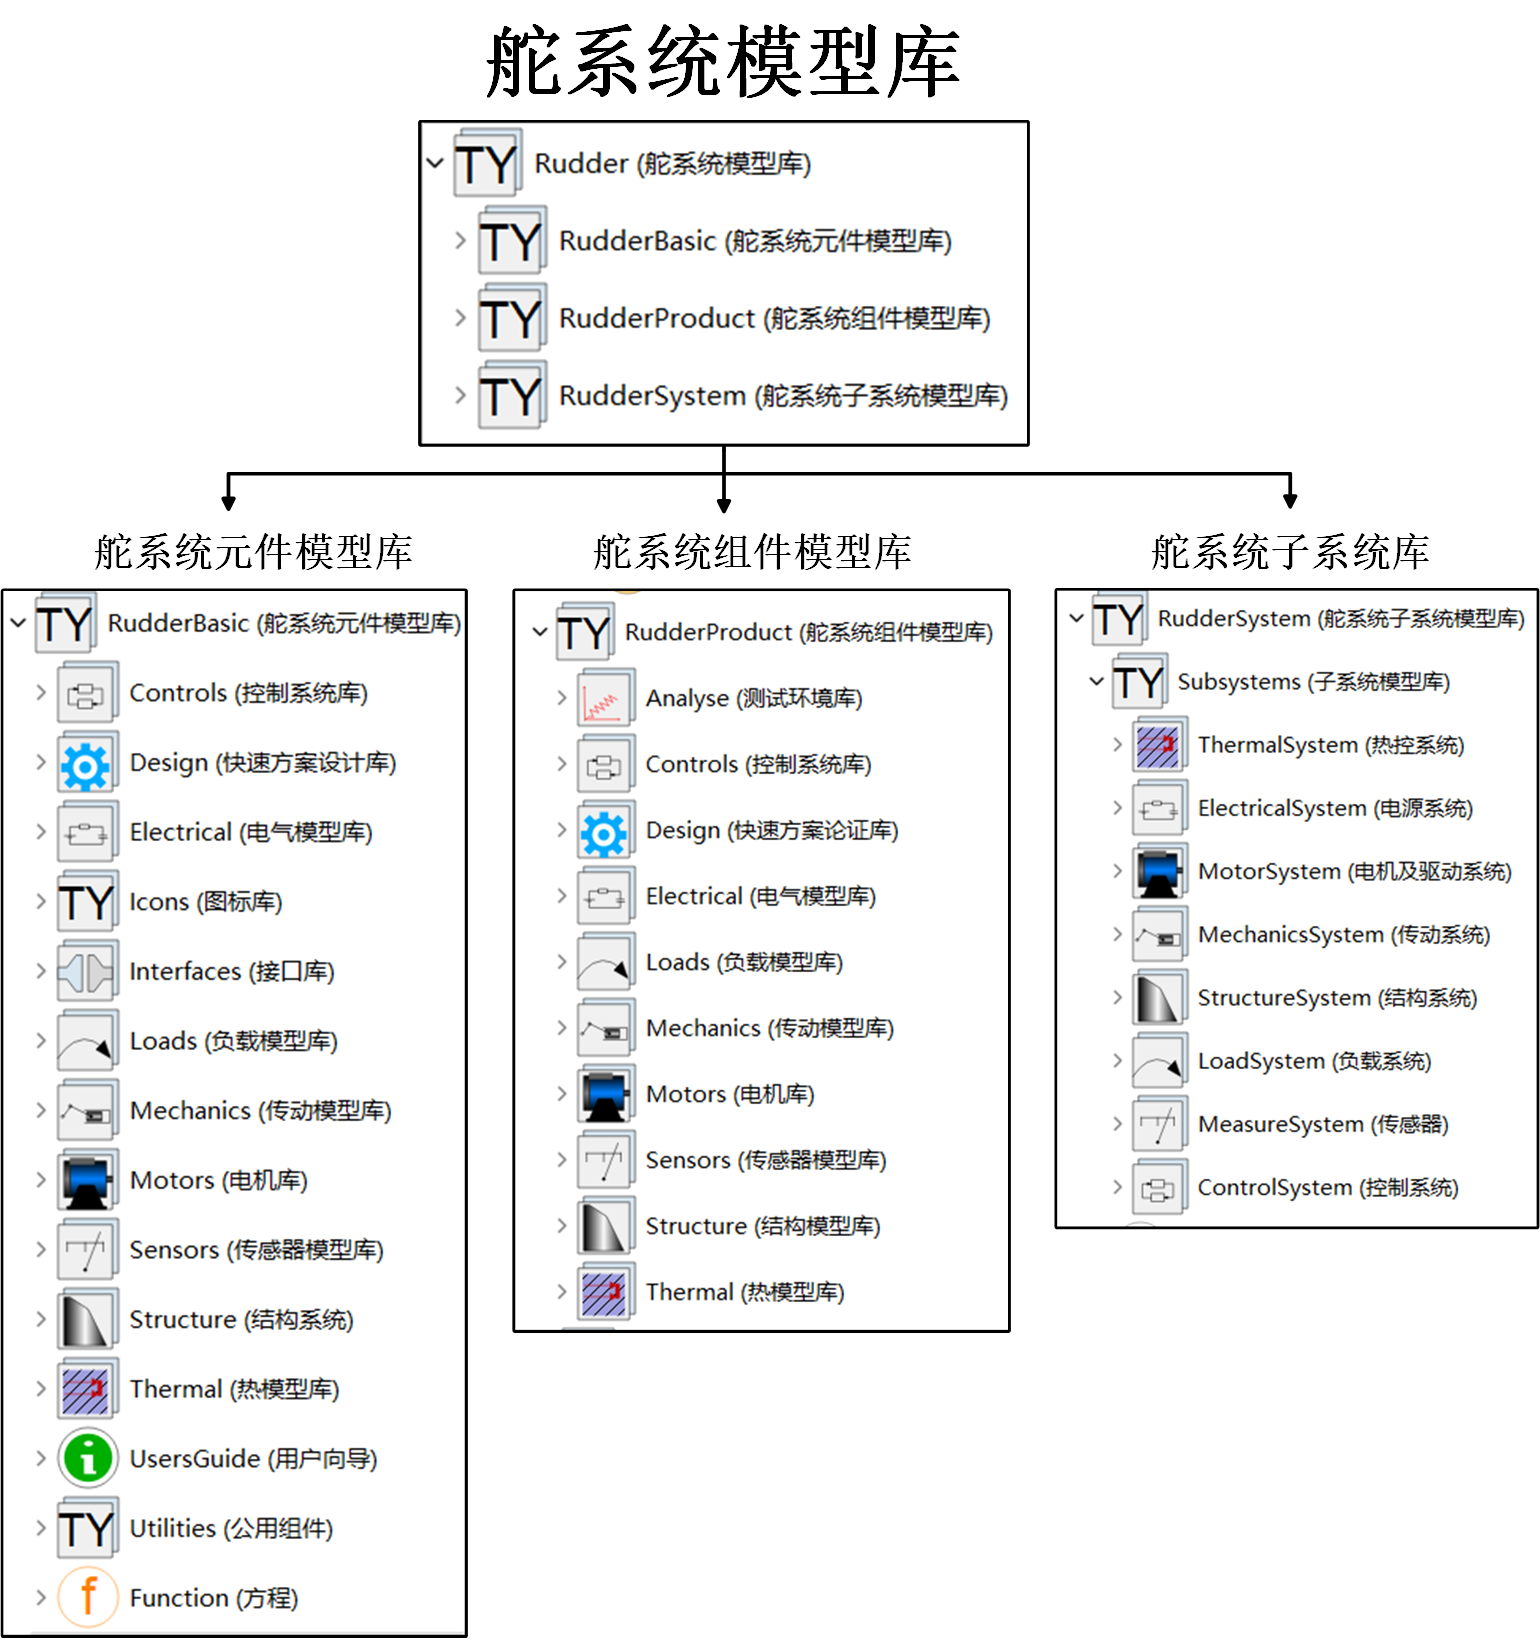 舵系统模型库
TY Rudder (舵系统模型库)
TY RudderBasic (舵系统元件模型库)
TY RudderProduct (舵系统组件模型库)
TY RudderSystem (舵系统子系统模型库)
舵系统元件模型库
TY RudderBasic (舵系统元件模型库)
Controls (控制系统库)
Design (快速方案设计库)
Electrical (电气模型库)
TY Icons (图标库)
Interfaces (接口库)
Loads (负载模型库)
Mechanics (传动模型库)
Motors (电机库)
Sensors (传感器模型库)
Structure (结构系统)
Thermal (热模型库)
i UsersGuide (用户向导)
TY Utilities (公用组件)
f Function (方程)
舵系统组件模型库
TY RudderProduct (舵系统组件模型库)
Analyse (测试环境库)
Controls (控制系统库)
Design (快速方案论证库)
Electrical (电气模型库)
Loads (负载模型库)
Mechanics (传动模型库)
Motors (电机库)
Sensors (传感器模型库)
Structure (结构模型库)
Thermal (热模型库)
舵系统子系统库
TY RudderSystem (舵系统子系统模型库)
TY Subsystems (子系统模型库)
ThermalSystem (热控系统)
ElectricalSystem (电源系统)
MotorSystem (电机及驱动系统)
MechanicsSystem (传动系统)
StructureSystem (结构系统)
LoadSystem (负载系统)
MeasureSystem (传感器)
ControlSystem (控制系统)